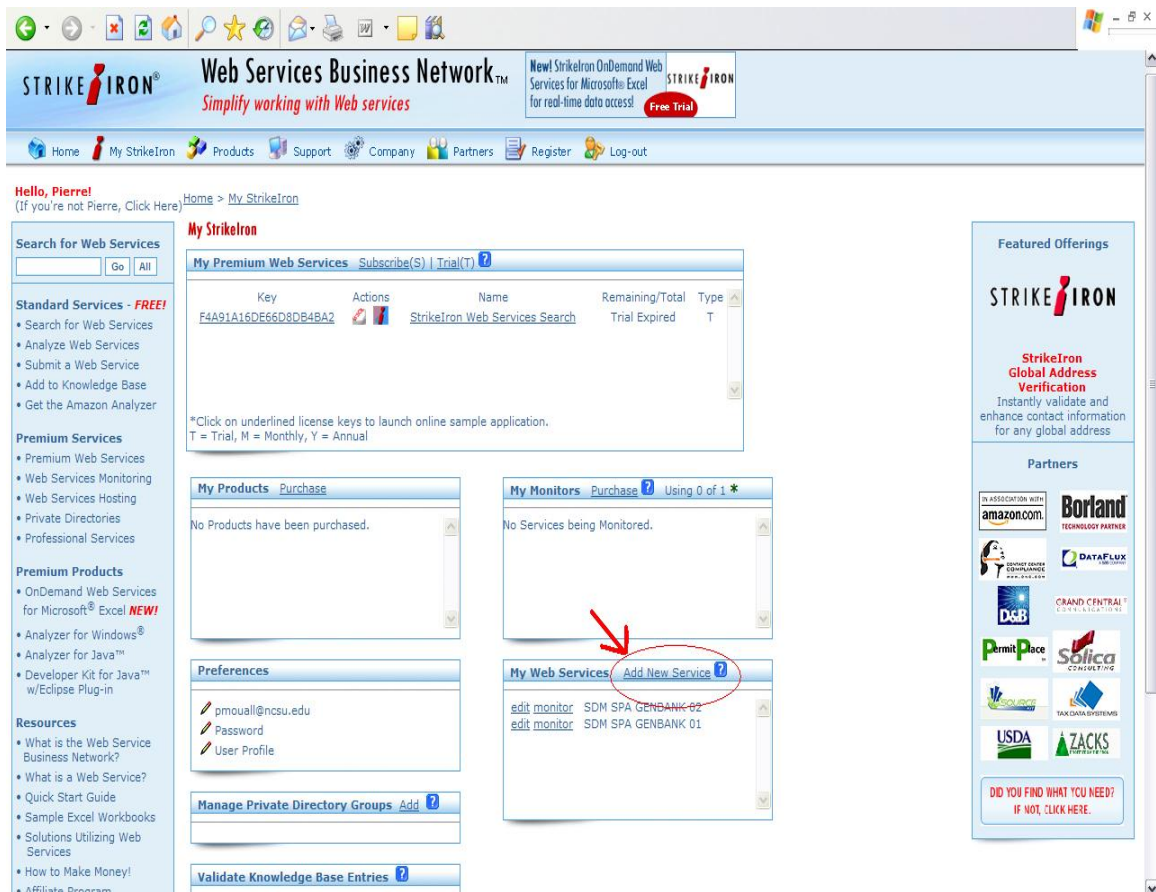 STRIKE IRON®
Web Services Business Network™
Simplify working with Web services
New! StrikeIron OnDemand Web
Services for Microsoft® Excel
for real-time data access!
STRIKE IRON
Free Trial
Home
My StrikeIron
Products
Support
Company
Partners
Register
Log-out
Hello, Pierre!
(If you're not Pierre, Click Here)
Home > My StrikeIron
Search for Web Services
Go All
Standard Services - FREE!
• Search for Web Services
• Analyze Web Services
• Submit a Web Service
• Add to Knowledge Base
• Get the Amazon Analyzer
Premium Services
• Premium Web Services
• Web Services Monitoring
• Web Services Hosting
• Private Directories
• Professional Services
Premium Products
• OnDemand Web Services
for Microsoft® Excel NEW!
• Analyzer for Windows®
• Analyzer for Java™
• Developer Kit for Java™
w/Eclipse Plug-in
Resources
• What is the Web Service
Business Network?
• What is a Web Service?
• Quick Start Guide
• Sample Excel Workbooks
• Solutions Utilizing Web
Services
• How to Make Money!
• Affiliate Program
My StrikeIron
My Premium Web Services Subscribe(S) | Trial(T) ?
Key Actions Name Remaining/Total Type
F4A91A16DE66D8DB4BA2 StrikeIron Web Services Search Trial Expired T
*Click on underlined license keys to launch online sample application.
T = Trial, M = Monthly, Y = Annual
My Products Purchase
No Products have been purchased.
My Monitors Purchase ? Using 0 of 1 *
No Services being Monitored.
Preferences
pmouall@ncsu.edu
Password
User Profile
My Web Services Add New Service ?
edit monitor SDM SPA GENBANK 02
edit monitor SDM SPA GENBANK 01
Manage Private Directory Groups Add ?
Validate Knowledge Base Entries ?
Featured Offerings
STRIKE IRON
StrikeIron
Global Address
Verification
Instantly validate and
enhance contact information
for any global address
Partners
IN ASSOCIATION WITH
amazon.com.
Borland
TECHNOLOGY PARTNER
CONTACT CENTER
COMPLIANCE
DATAFLUX
D&B
GRAND CENTRAL
COMMUNICATIONS
Permit Place
Solica
CONSULTING
SOURCE
TAX DATA SYSTEMS
USDA
ZACKS
DID YOU FIND WHAT YOU NEED?
IF NOT, CLICK HERE.